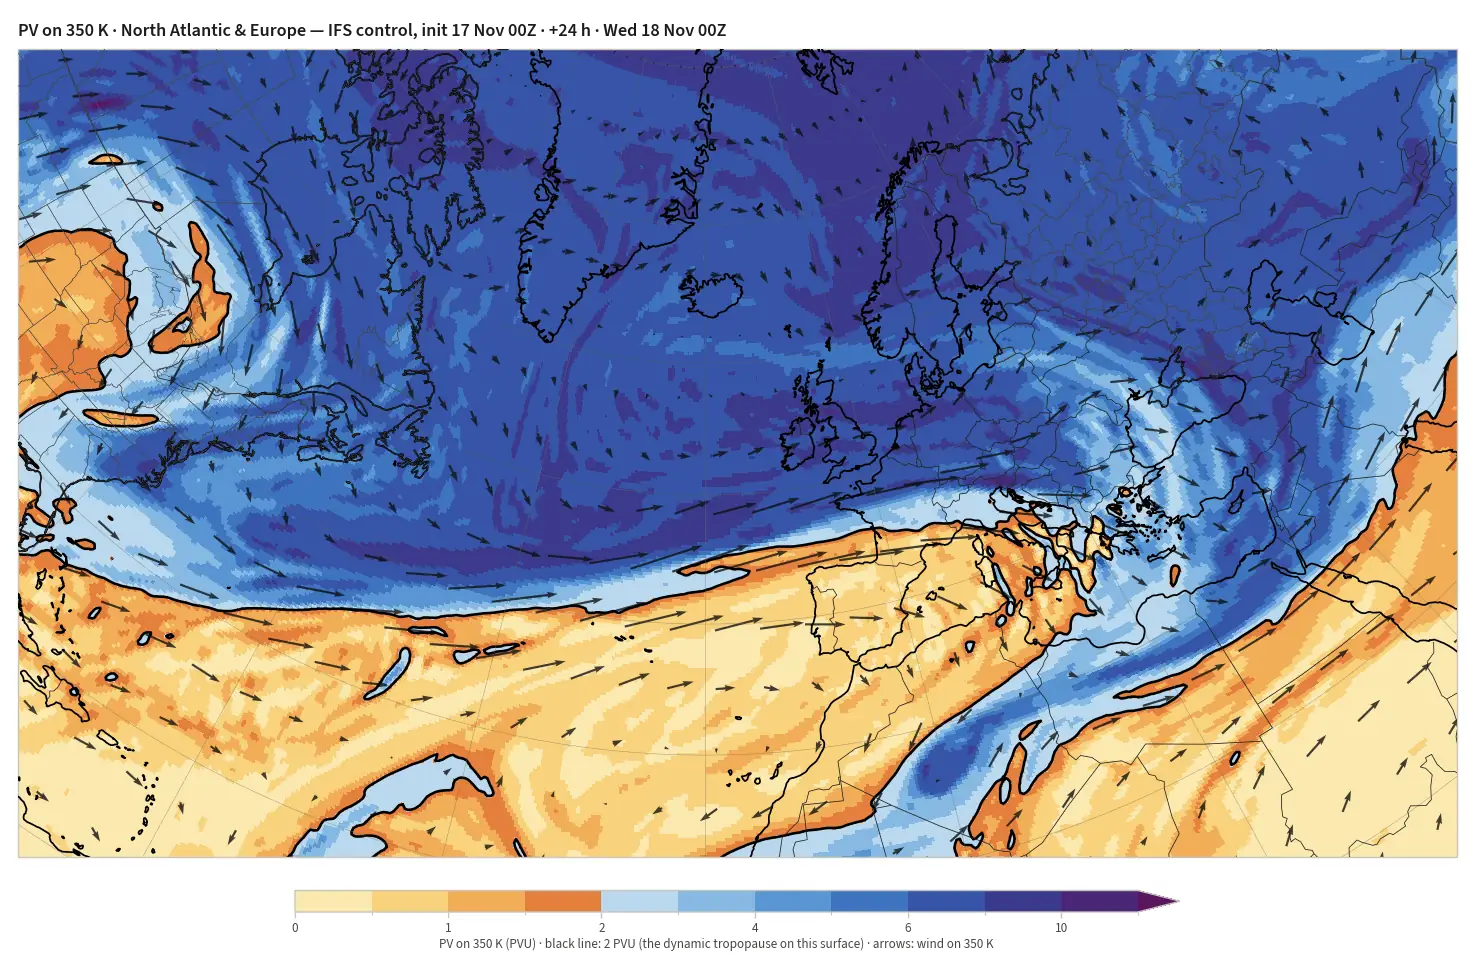 PV on 350 K · North Atlantic & Europe — IFS control, init 17 Nov 00Z · +24 h · Wed 18 Nov 00Z
0 1 2 4 6 10
PV on 350 K (PVU) · black line: 2 PVU (the dynamic tropopause on this surface) · arrows: wind on 350 K